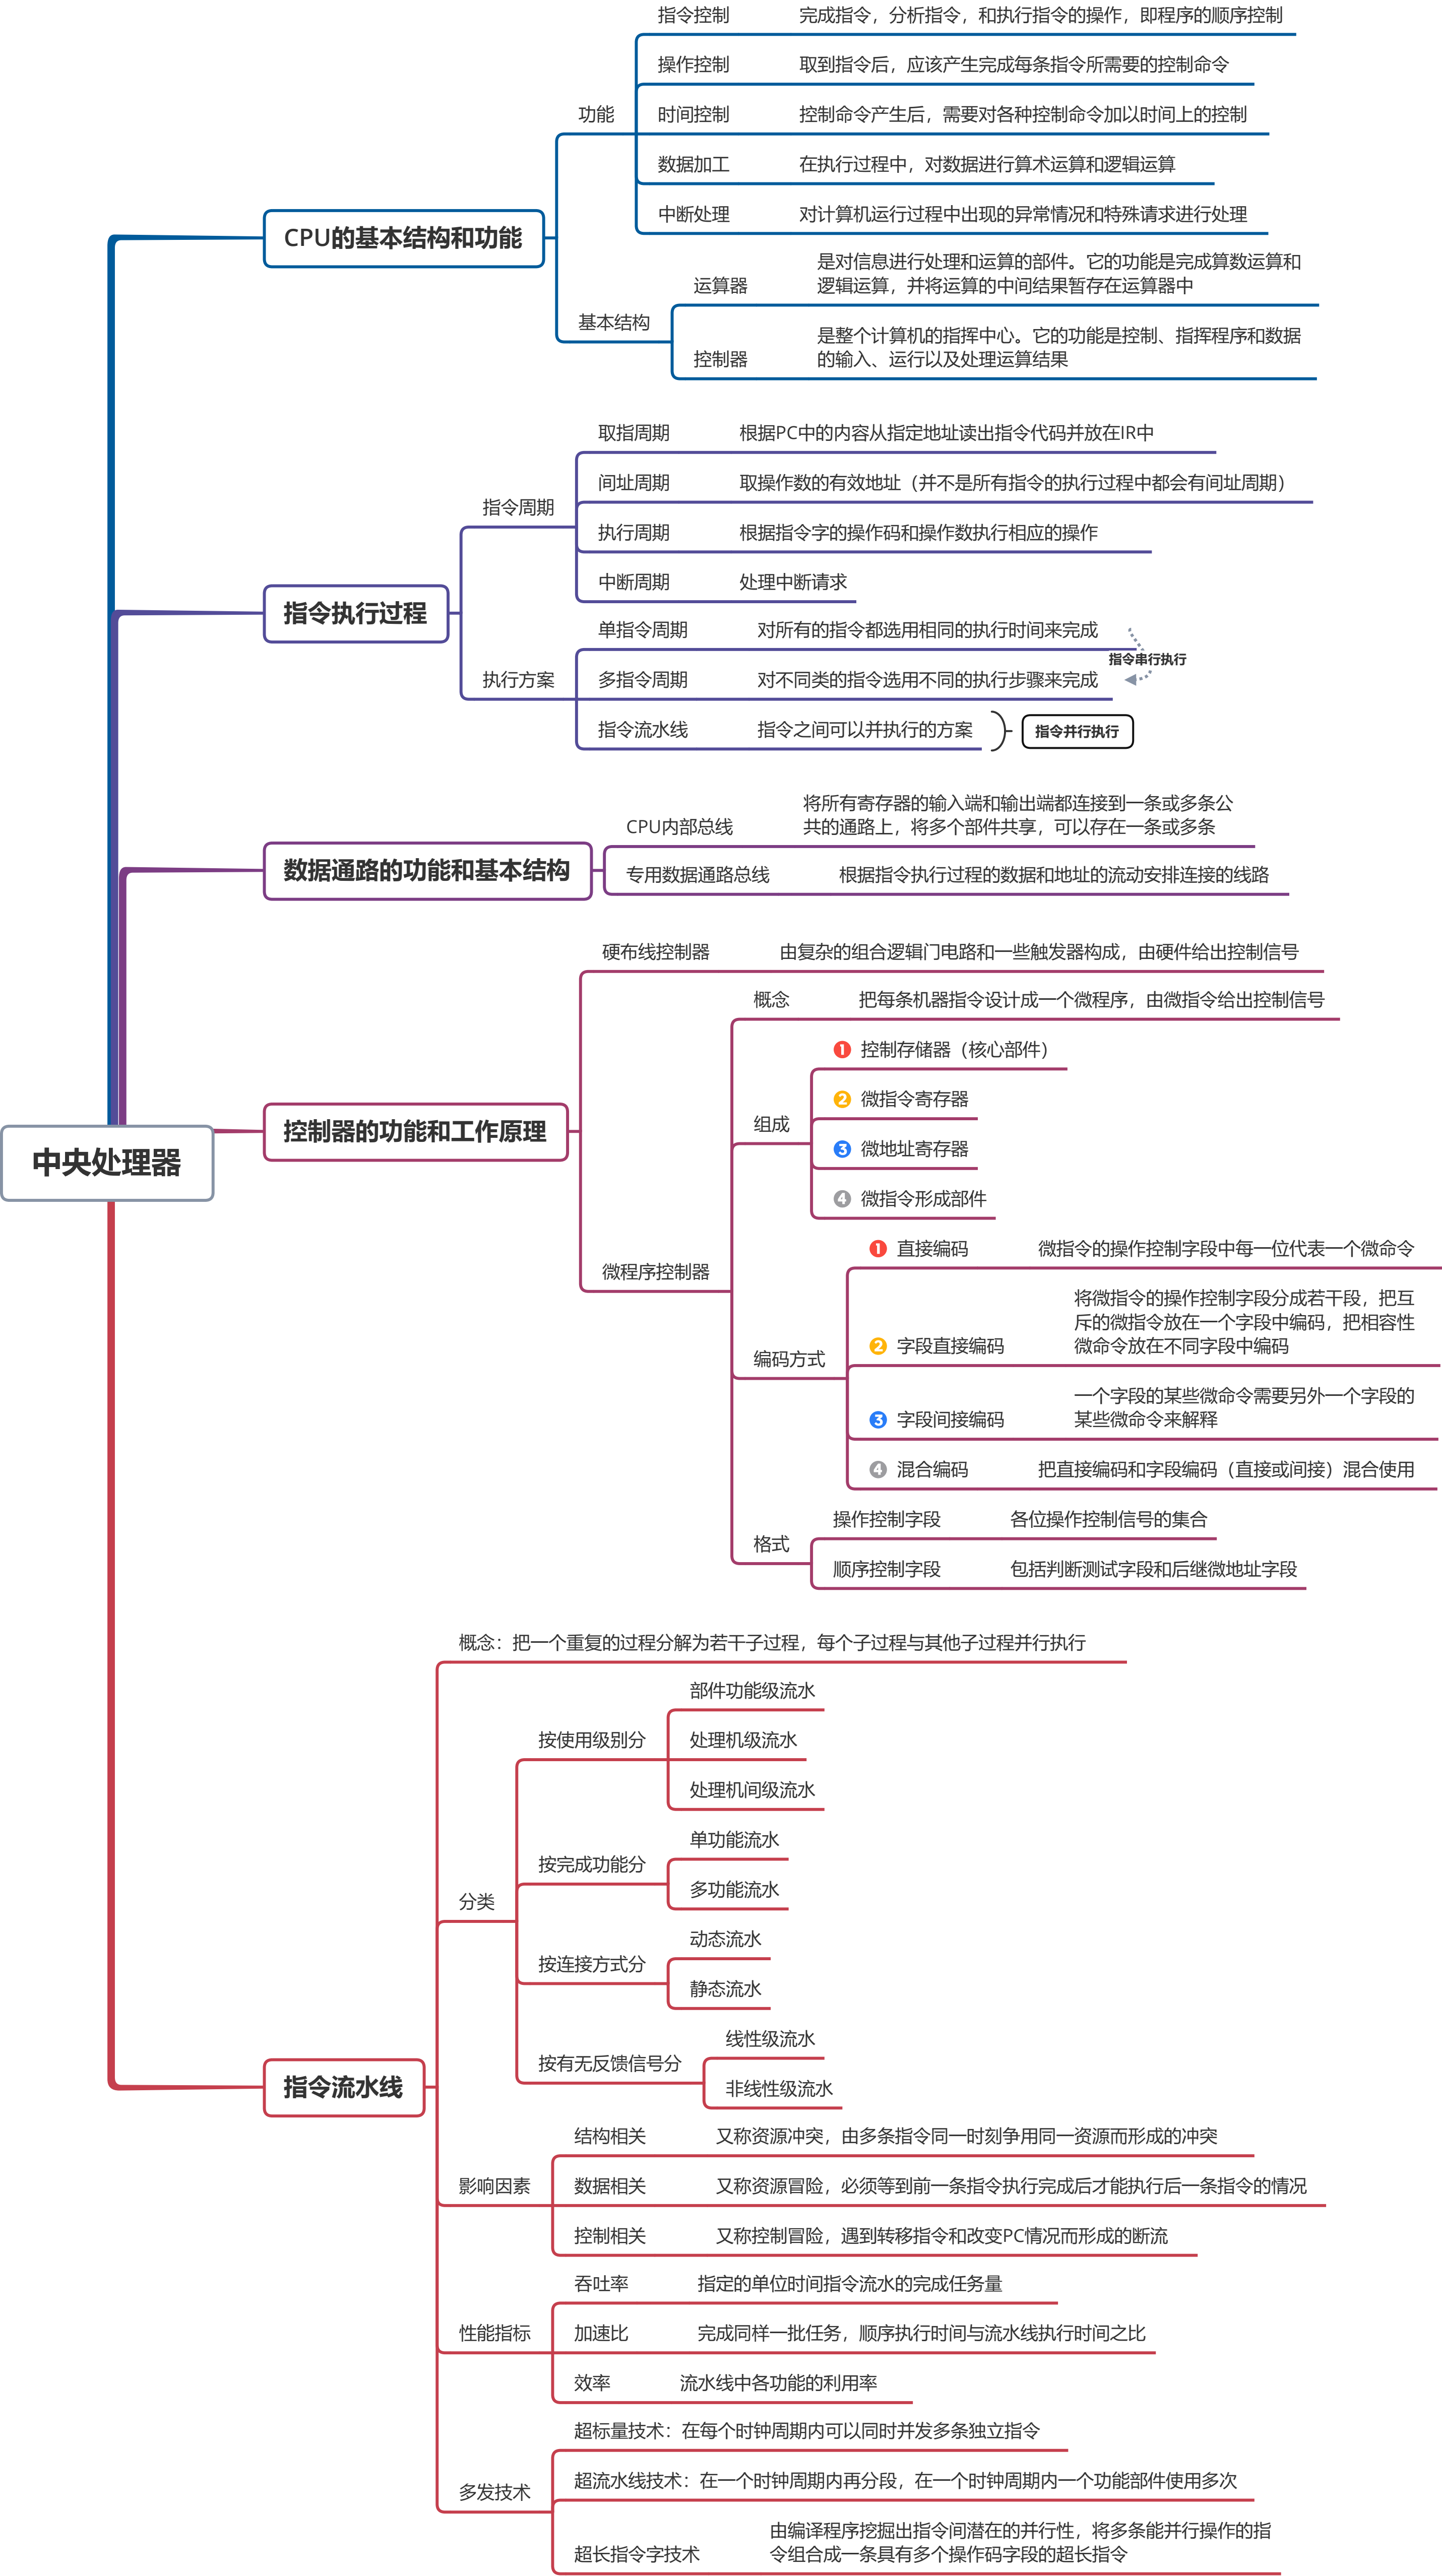 中央处理器
CPU的基本结构和功能
功能
指令控制
完成指令，分析指令，和执行指令的操作，即程序的顺序控制
操作控制
取到指令后，应该产生完成每条指令所需要的控制命令
时间控制
控制命令产生后，需要对各种控制命令加以时间上的控制
数据加工
在执行过程中，对数据进行算术运算和逻辑运算
中断处理
对计算机运行过程中出现的异常情况和特殊请求进行处理
基本结构
运算器
是对信息进行处理和运算的部件。它的功能是完成算数运算和
逻辑运算，并将运算的中间结果暂存在运算器中
控制器
是整个计算机的指挥中心。它的功能是控制、指挥程序和数据
的输入、运行以及处理运算结果
指令执行过程
指令周期
取指周期
根据PC中的内容从指定地址读出指令代码并放在IR中
间址周期
取操作数的有效地址（并不是所有指令的执行过程中都会有间址周期）
执行周期
根据指令字的操作码和操作数执行相应的操作
中断周期
处理中断请求
执行方案
单指令周期
对所有的指令都选用相同的执行时间来完成
指令串行执行
多指令周期
对不同类的指令选用不同的执行步骤来完成
指令流水线
指令之间可以并执行的方案
指令并行执行
数据通路的功能和基本结构
CPU内部总线
将所有寄存器的输入端和输出端都连接到一条或多条公
共的通路上，将多个部件共享，可以存在一条或多条
专用数据通路总线
根据指令执行过程的数据和地址的流动安排连接的线路
控制器的功能和工作原理
硬布线控制器
由复杂的组合逻辑门电路和一些触发器构成，由硬件给出控制信号
微程序控制器
概念
把每条机器指令设计成一个微程序，由微指令给出控制信号
组成
1 控制存储器（核心部件）
2 微指令寄存器
3 微地址寄存器
4 微指令形成部件
编码方式
1 直接编码
微指令的操作控制字段中每一位代表一个微命令
2 字段直接编码
将微指令的操作控制字段分成若干段，把互
斥的微指令放在一个字段中编码，把相容性
微命令放在不同字段中编码
3 字段间接编码
一个字段的某些微命令需要另外一个字段的
某些微命令来解释
4 混合编码
把直接编码和字段编码（直接或间接）混合使用
格式
操作控制字段
各位操作控制信号的集合
顺序控制字段
包括判断测试字段和后继微地址字段
指令流水线
概念：把一个重复的过程分解为若干子过程，每个子过程与其他子过程并行执行
分类
按使用级别分
部件功能级流水
处理机级流水
处理机间级流水
按完成功能分
单功能流水
多功能流水
按连接方式分
动态流水
静态流水
按有无反馈信号分
线性级流水
非线性级流水
影响因素
结构相关
又称资源冲突，由多条指令同一时刻争用同一资源而形成的冲突
数据相关
又称资源冒险，必须等到前一条指令执行完成后才能执行后一条指令的情况
控制相关
又称控制冒险，遇到转移指令和改变PC情况而形成的断流
性能指标
吞吐率
指定的单位时间指令流水的完成任务量
加速比
完成同样一批任务，顺序执行时间与流水线执行时间之比
效率
流水线中各功能的利用率
多发技术
超标量技术：在每个时钟周期内可以同时并发多条独立指令
超流水线技术：在一个时钟周期内再分段，在一个时钟周期内一个功能部件使用多次
超长指令字技术
由编译程序挖掘出指令间潜在的并行性，将多条能并行操作的指
令组合成一条具有多个操作码字段的超长指令